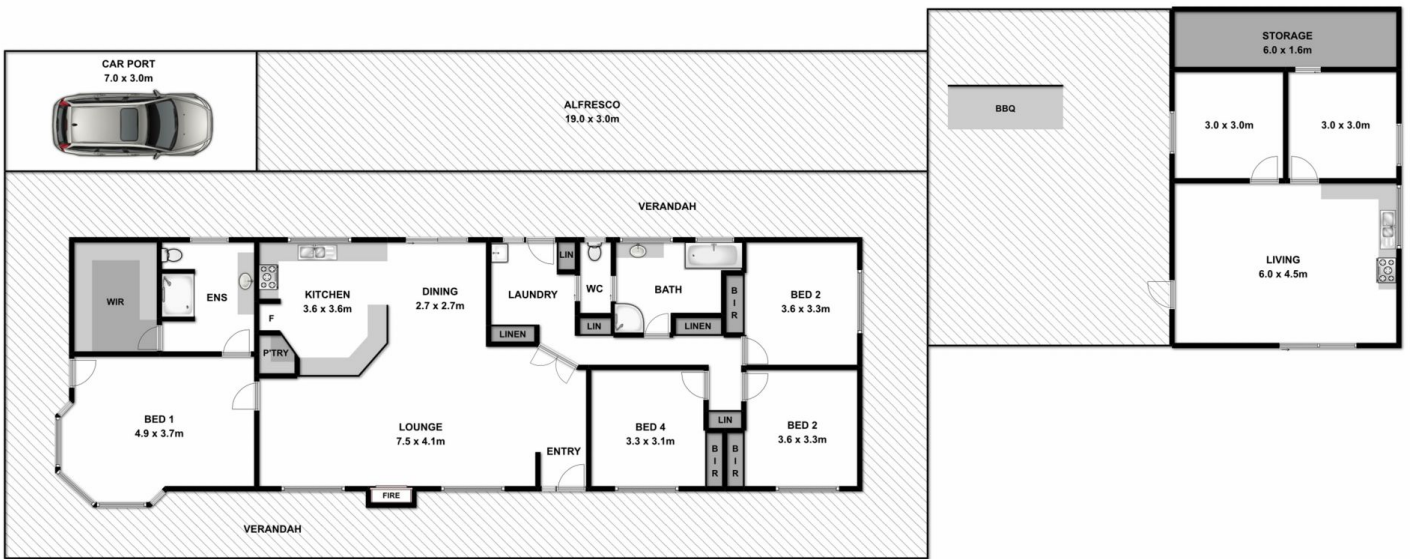 CAR PORT
7.0 x 3.0m
ALFRESCO
19.0 x 3.0m
BBQ
STORAGE
6.0 x 1.6m
3.0 x 3.0m
3.0 x 3.0m
LIVING
6.0 x 4.5m
VERANDAH
WIR
ENS
KITCHEN
3.6 x 3.6m
F
P'TRY
DINING
2.7 x 2.7m
LAUNDRY
LIN
LINEN
WC
LIN
BATH
LINEN
B
I
R
BED 2
3.6 x 3.3m
BED 1
4.9 x 3.7m
LOUNGE
7.5 x 4.1m
FIRE
ENTRY
BED 4
3.3 x 3.1m
LIN
B
I
R
B
I
R
BED 2
3.6 x 3.3m
VERANDAH